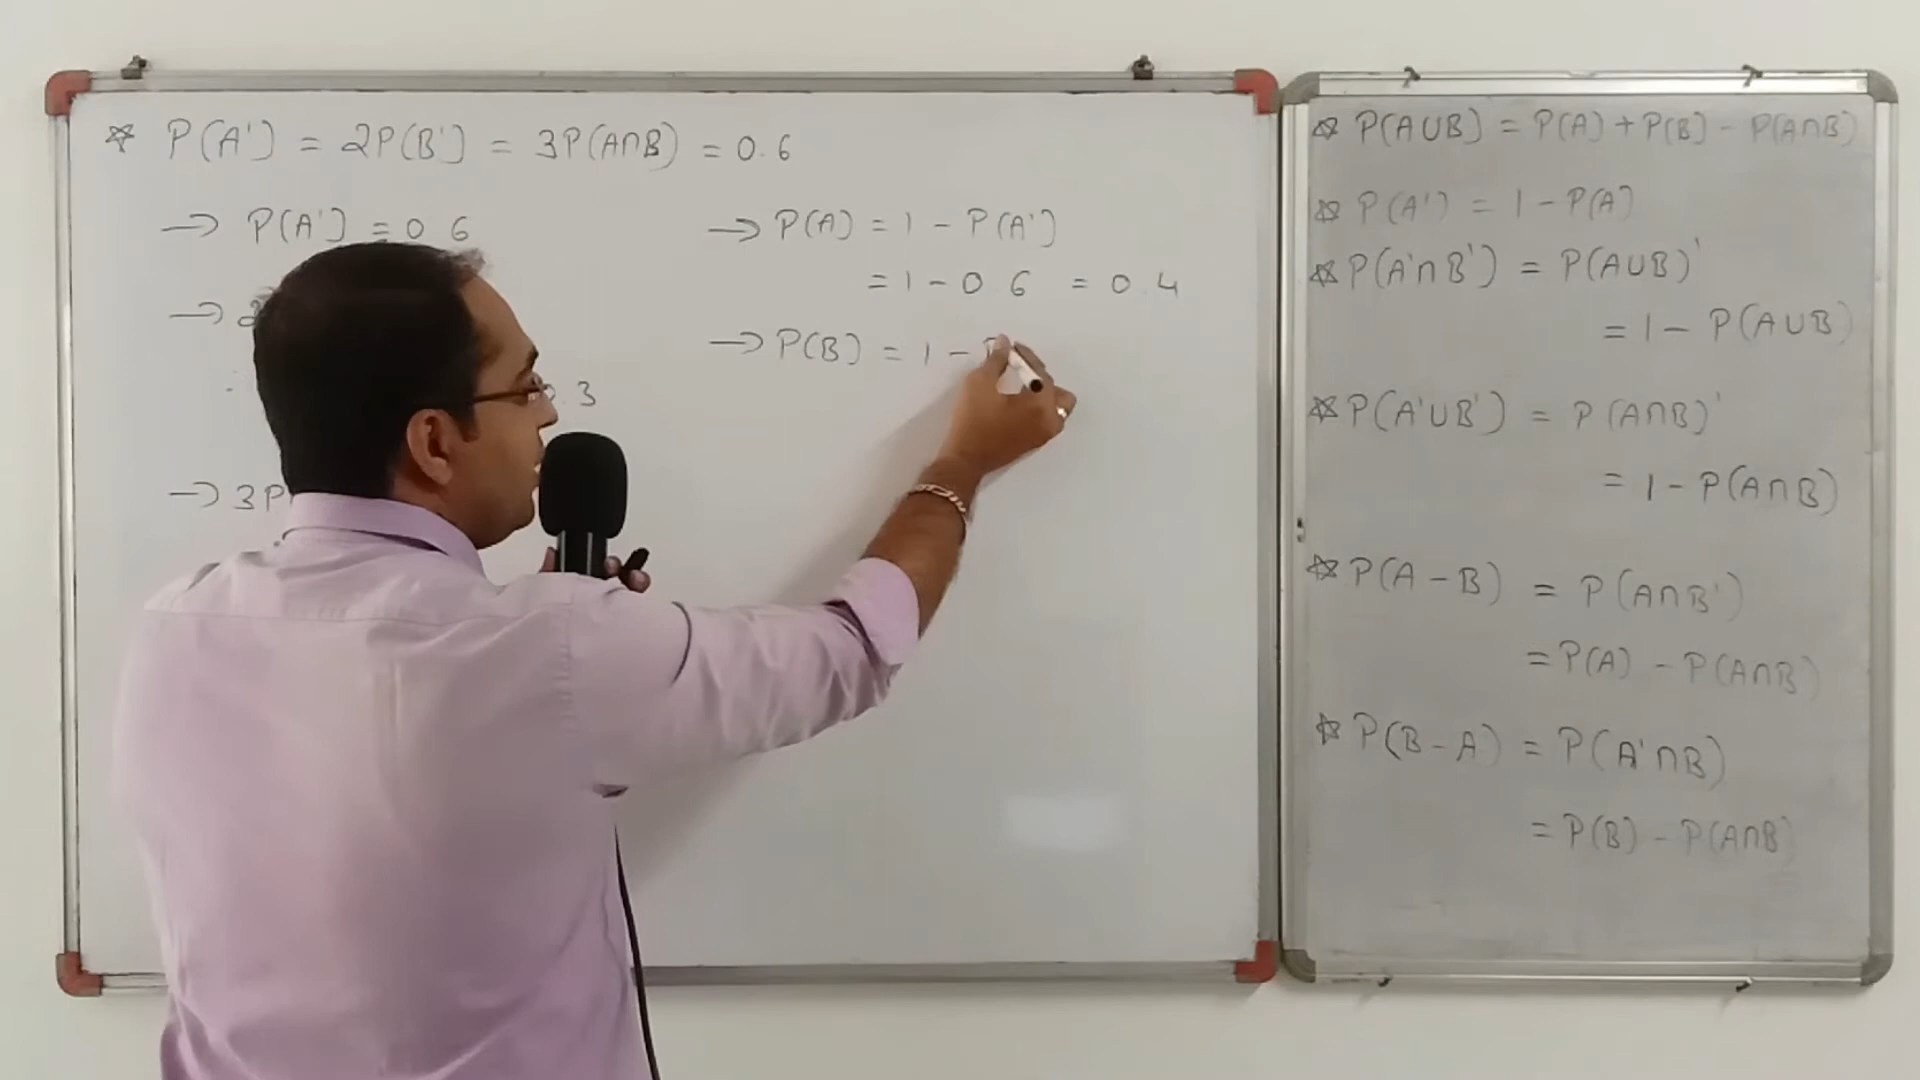 ☆ P(A') = 2P(B') = 3P(A∩B) = 0.6
→ P(A') = 0.6
→ 2
0.3
→ 3P(
→ P(A) = 1 - P(A')
= 1 - 0.6 = 0.4
→ P(B) = 1 -
☆ P(A∪B) = P(A) + P(B) - P(A∩B)
☆ P(A') = 1 - P(A)
☆ P(A'∩B') = P(A∪B)'
= 1 - P(A∪B)
☆ P(A'∪B') = P(A∩B)'
= 1 - P(A∩B)
☆ P(A - B) = P(A∩B')
= P(A) - P(A∩B)
☆ P(B - A) = P(A'∩B)
= P(B) - P(A∩B)